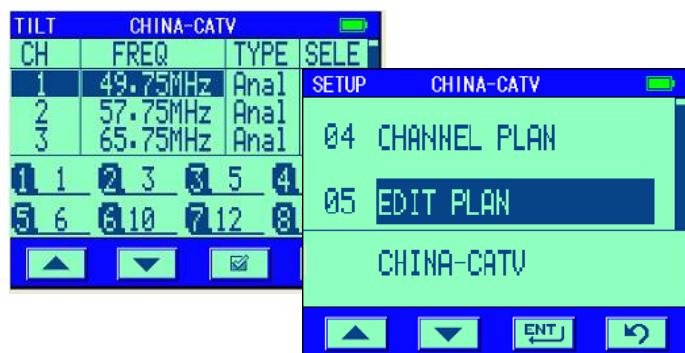 TILT CHINA-CATV
CH FREQ TYPE SELE
1 49.75MHz Anal
2 57.75MHz Anal
3 65.75MHz Anal
1 1 2 3 3 5 4
5 6 6 10 7 12 8
SETUP CHINA-CATV
04 CHANNEL PLAN
05 EDIT PLAN
CHINA-CATV
ENT